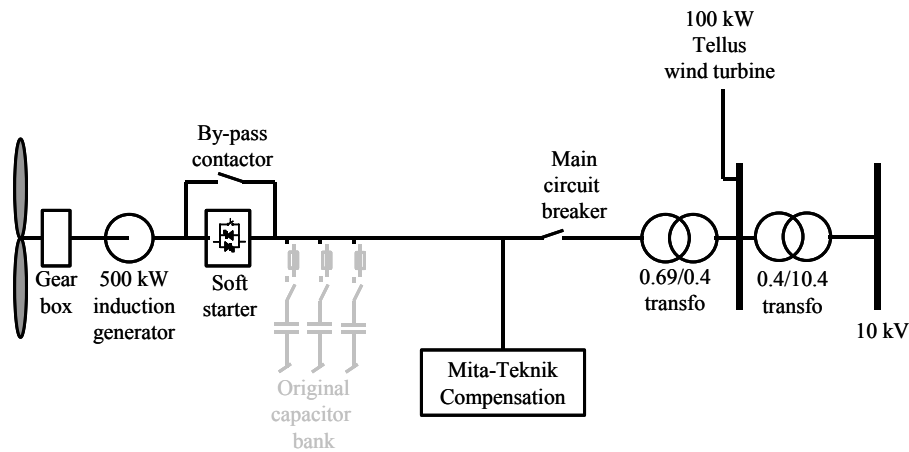 100 kW
Tellus
wind turbine
By-pass
contactor
Main
circuit
breaker
Gear
box
500 kW
induction
generator
Soft
starter
0.69/0.4
transfo
0.4/10.4
transfo
10 kV
Mita-Teknik
Compensation
Original
capacitor
bank